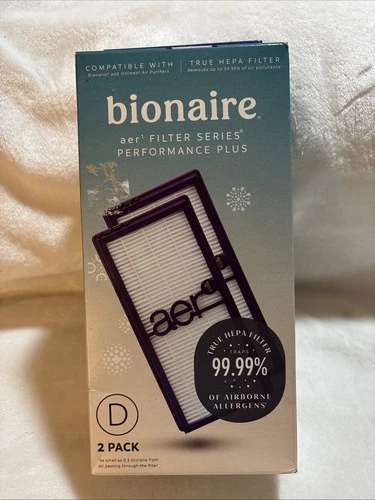 COMPATIBLE WITH
Bionaire® and Holmes® Air Purifiers
TRUE HEPA FILTER
Removes up to 99.99% of air pollutants*
bionaire®
aer¹ FILTER SERIES®
PERFORMANCE PLUS
aer¹
TRUE HEPA FILTER
TRAPS
99.99%
OF AIRBORNE
ALLERGENS*
D
2 PACK
*as small as 0.3 microns from
air passing through the filter